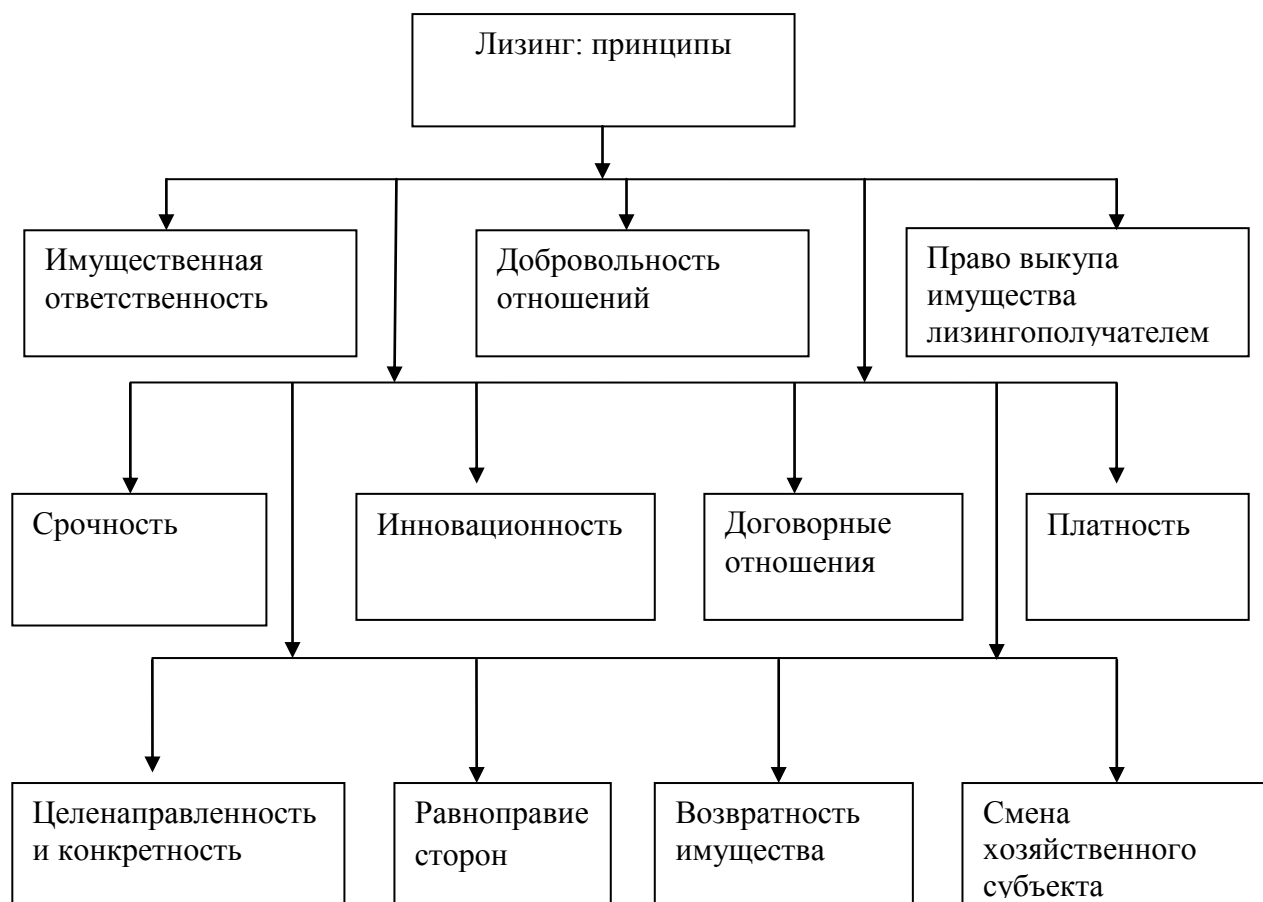 Лизинг: принципы
Имущественная
ответственность
Добровольность
отношений
Право выкупа
имущества
лизингополучателем
Срочность
Инновационность
Договорные
отношения
Платность
Целенаправленность
и конкретность
Равноправие
сторон
Возвратность
имущества
Смена
хозяйственного
субъекта